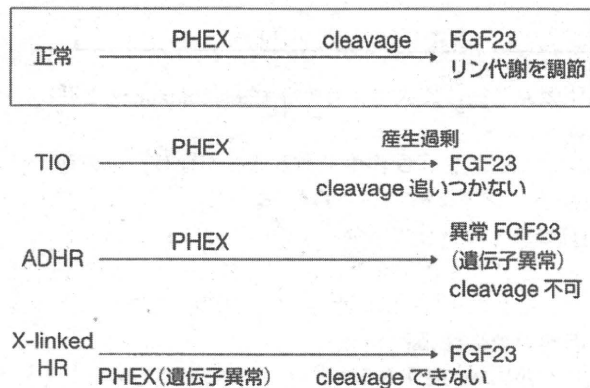 正常 PHEX cleavage FGF23
リン代謝を調節
TIO PHEX 産生過剰 FGF23
cleavage 追いつかない
ADHR PHEX 異常 FGF23
(遺伝子異常)
cleavage 不可
X-linked
HR FGF23
PHEX(遺伝子異常) cleavage できない